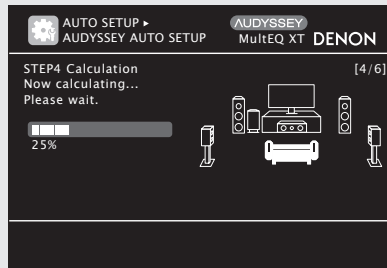 AUTO SETUP ▸
AUDYSSEY AUTO SETUP
AUDYSSEY
MultEQ XT DENON
STEP4 Calculation [4/6]
Now calculating...
Please wait.
25%